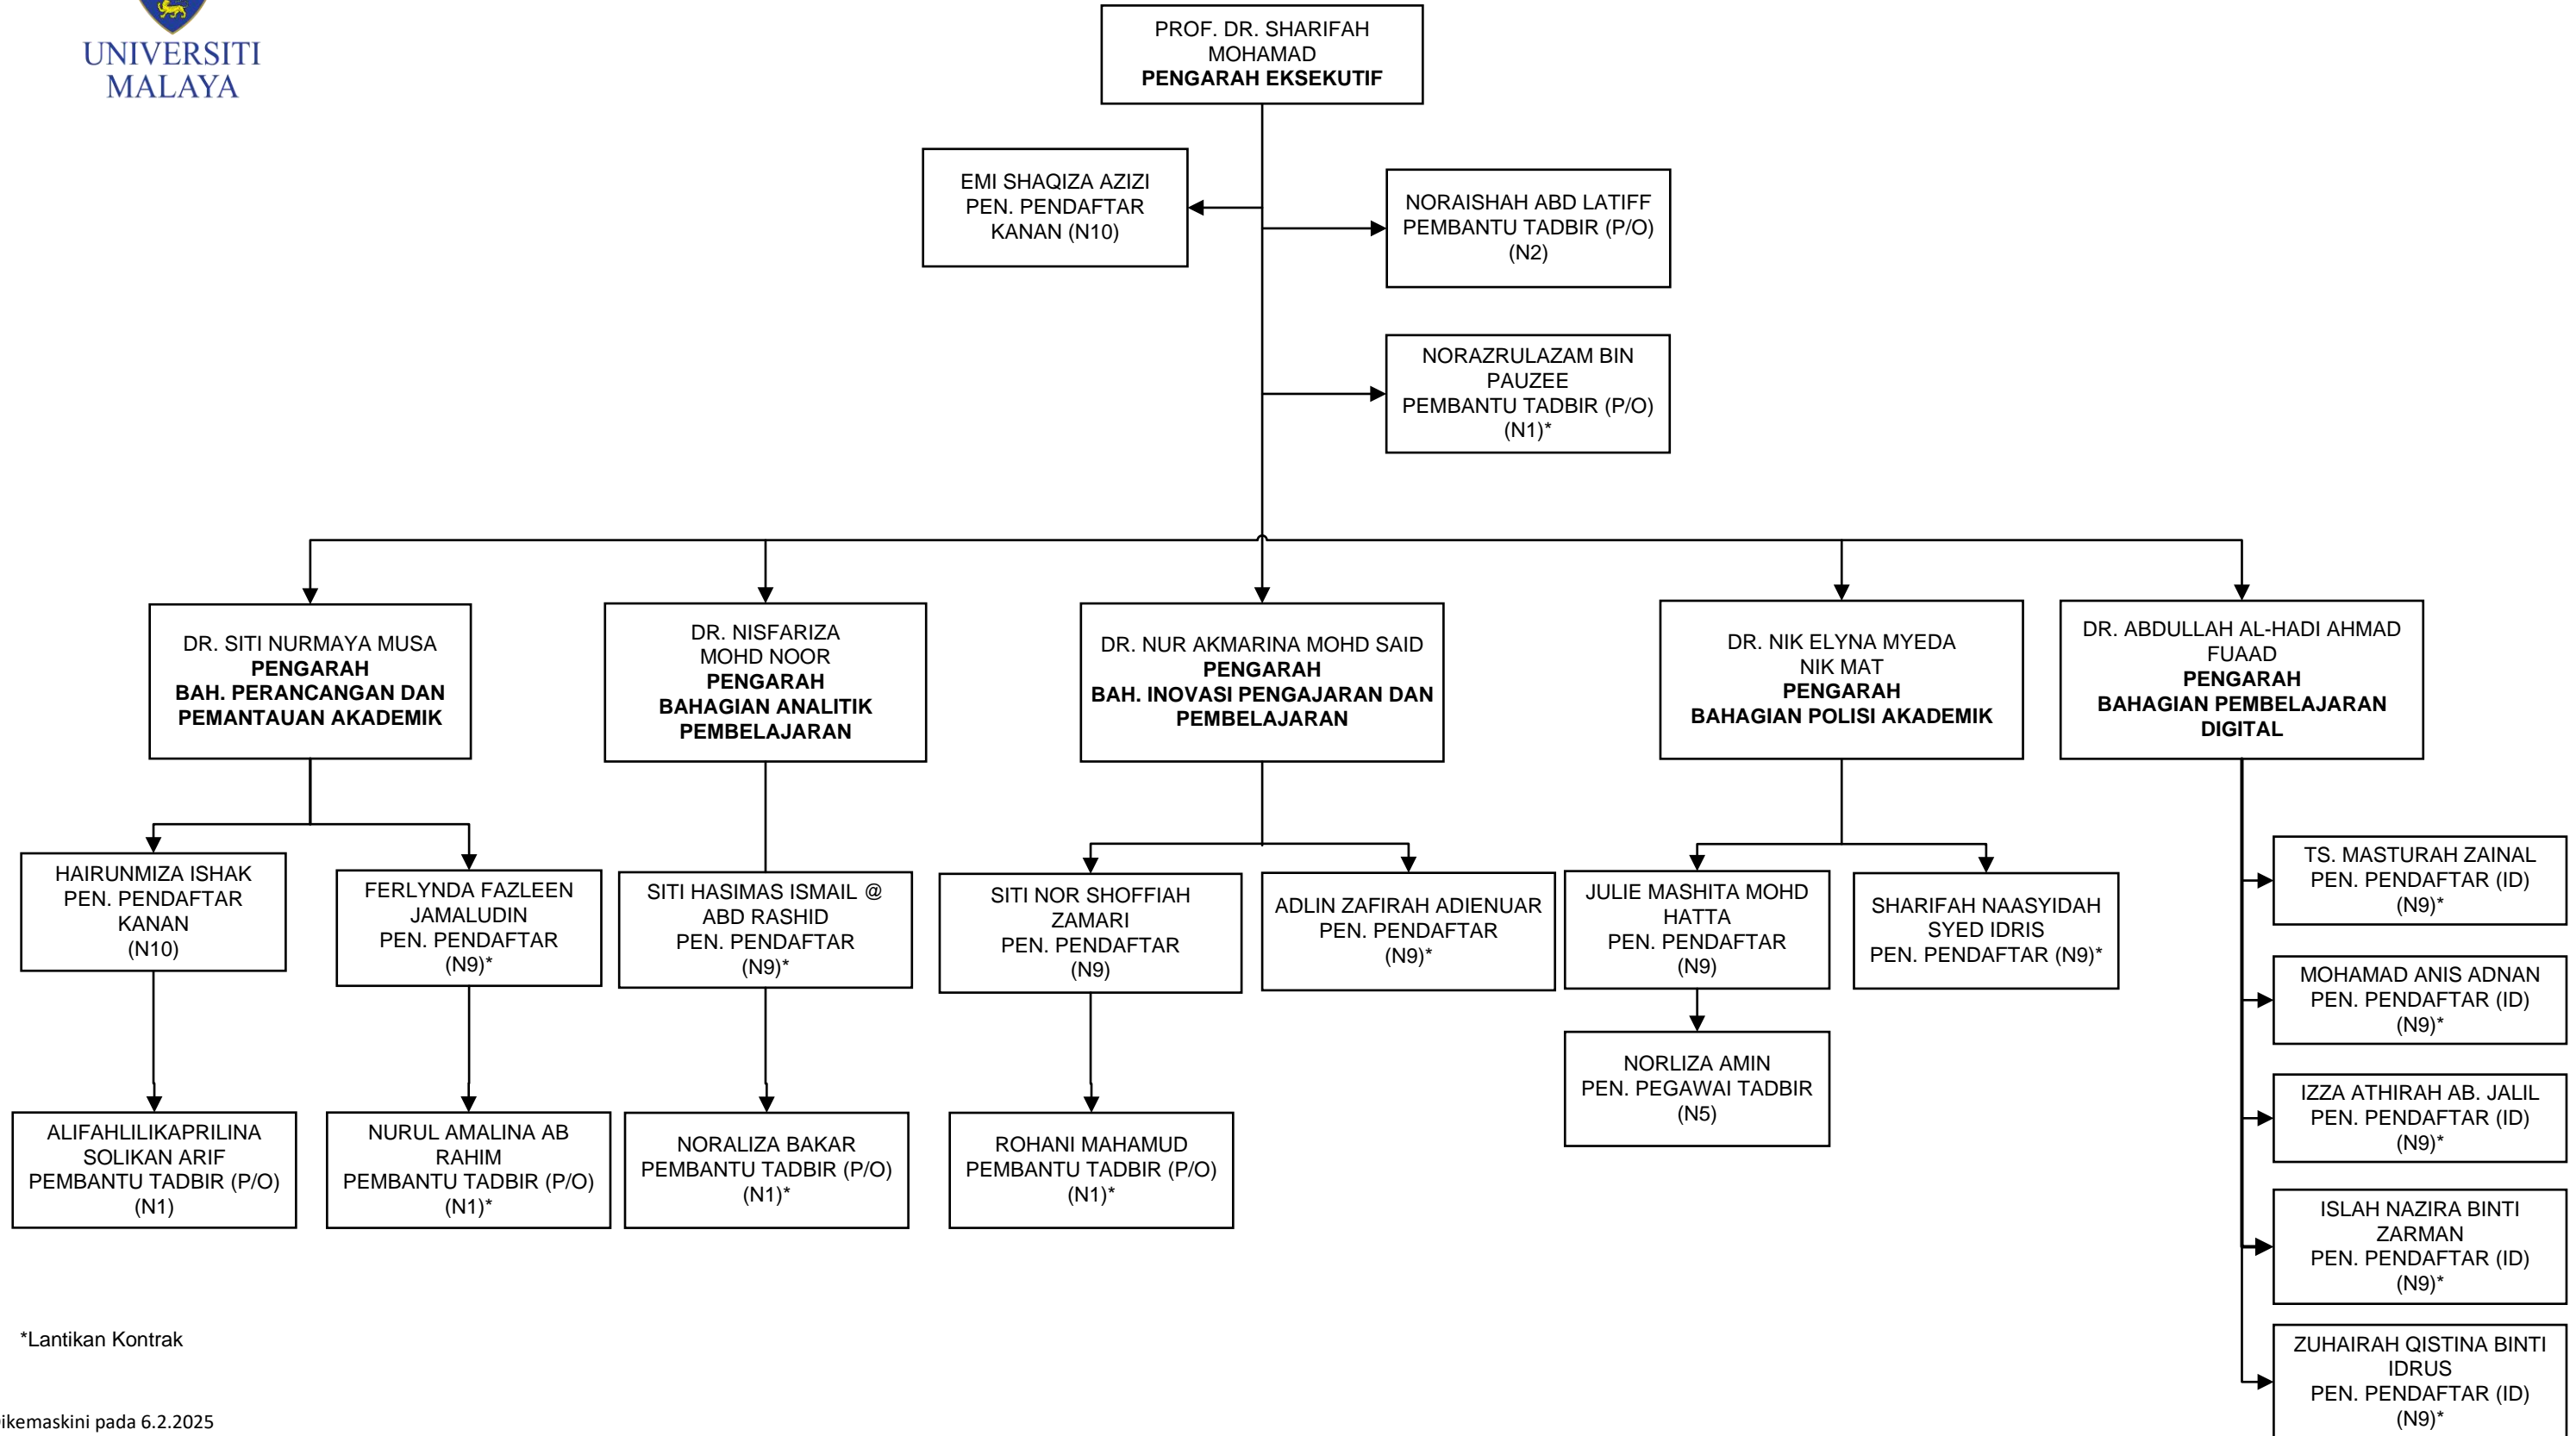 UNIVERSITI
MALAYA
PROF. DR. SHARIFAH
MOHAMAD
PENGARAH EKSEKUTIF
EMI SHAQIZA AZIZI
PEN. PENDAFTAR
KANAN (N10)
NORAISHAH ABD LATIFF
PEMBANTU TADBIR (P/O)
(N2)
NORAZRULAZAM BIN
PAUZEE
PEMBANTU TADBIR (P/O)
(N1)*
DR. SITI NURMAYA MUSA
PENGARAH
BAH. PERANCANGAN DAN
PEMANTAUAN AKADEMIK
DR. NISFARIZA
MOHD NOOR
PENGARAH
BAHAGIAN ANALITIK
PEMBELAJARAN
DR. NUR AKMARINA MOHD SAID
PENGARAH
BAH. INOVASI PENGAJARAN DAN
PEMBELAJARAN
DR. NIK ELYNA MYEDA
NIK MAT
PENGARAH
BAHAGIAN POLISI AKADEMIK
DR. ABDULLAH AL-HADI AHMAD
FUAAD
PENGARAH
BAHAGIAN PEMBELAJARAN
DIGITAL
HAIRUNMIZA ISHAK
PEN. PENDAFTAR
KANAN
(N10)
FERLYNDA FAZLEEN
JAMALUDIN
PEN. PENDAFTAR
(N9)*
SITI HASIMAS ISMAIL @
ABD RASHID
PEN. PENDAFTAR
(N9)*
SITI NOR SHOFFIAH
ZAMARI
PEN. PENDAFTAR
(N9)
ADLIN ZAFIRAH ADIENUAR
PEN. PENDAFTAR
(N9)*
JULIE MASHITA MOHD
HATTA
PEN. PENDAFTAR
(N9)
SHARIFAH NAASYIDAH
SYED IDRIS
PEN. PENDAFTAR (N9)*
TS. MASTURAH ZAINAL
PEN. PENDAFTAR (ID)
(N9)*
MOHAMAD ANIS ADNAN
PEN. PENDAFTAR (ID)
(N9)*
IZZA ATHIRAH AB. JALIL
PEN. PENDAFTAR (ID)
(N9)*
ISLAH NAZIRA BINTI
ZARMAN
PEN. PENDAFTAR (ID)
(N9)*
ZUHAIRAH QISTINA BINTI
IDRUS
PEN. PENDAFTAR (ID)
(N9)*
NORLIZA AMIN
PEN. PEGAWAI TADBIR
(N5)
ALIFAHLILIKAPRILINA
SOLIKAN ARIF
PEMBANTU TADBIR (P/O)
(N1)
NURUL AMALINA AB
RAHIM
PEMBANTU TADBIR (P/O)
(N1)*
NORALIZA BAKAR
PEMBANTU TADBIR (P/O)
(N1)*
ROHANI MAHAMUD
PEMBANTU TADBIR (P/O)
(N1)*
*Lantikan Kontrak
ikemaskini pada 6.2.2025